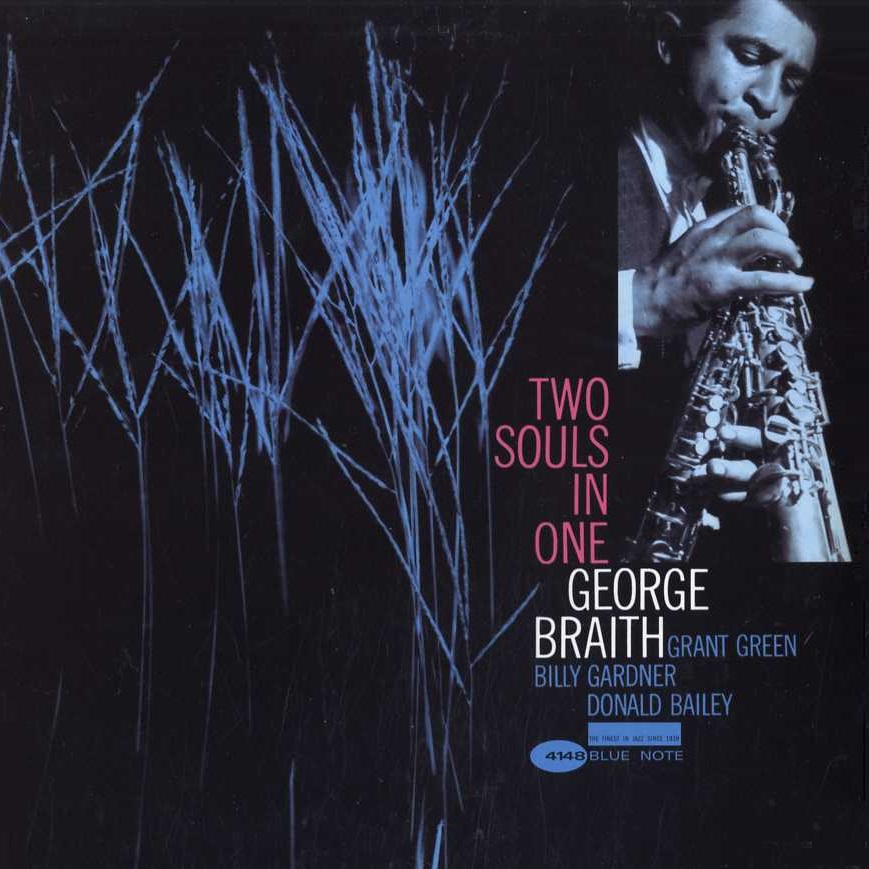 TWO
SOULS
IN
ONE
GEORGE
BRAITH GRANT GREEN
BILLY GARDNER
DONALD BAILEY
THE FINEST IN JAZZ SINCE 1939
4148 BLUE NOTE